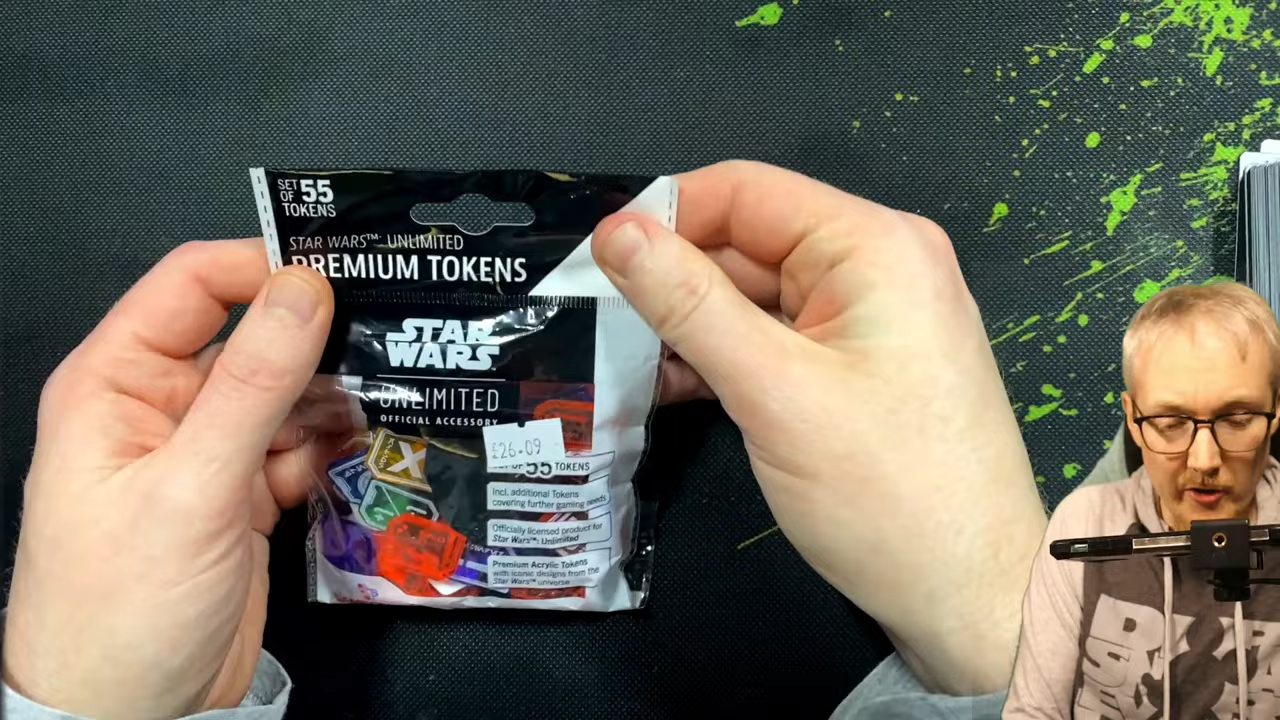 SET
OF 55
TOKENS
STAR WARS™: UNLIMITED
PREMIUM TOKENS
STAR
WARS
UNLIMITED
OFFICIAL ACCESSORY
£26.09
SET OF 55 TOKENS
Incl. additional Tokens
covering further gaming needs
Officially licensed product for
Star Wars™: Unlimited
Premium Acrylic Tokens
with iconic designs from the
Star Wars™ universe